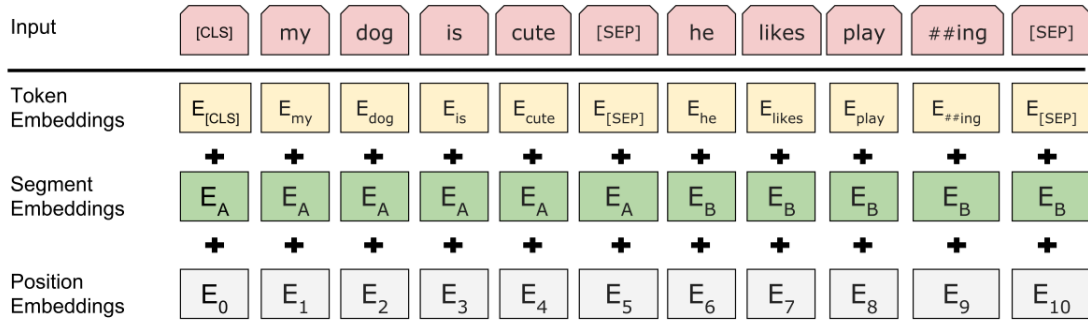 Input [CLS] my dog is cute [SEP] he likes play ##ing [SEP]
Token Embeddings E[CLS] Emy Edog Eis Ecute E[SEP] Ehe Elikes Eplay E##ing E[SEP]
+ + + + + + + + + + +
Segment Embeddings EA EA EA EA EA EA EB EB EB EB EB
+ + + + + + + + + + +
Position Embeddings E0 E1 E2 E3 E4 E5 E6 E7 E8 E9 E10